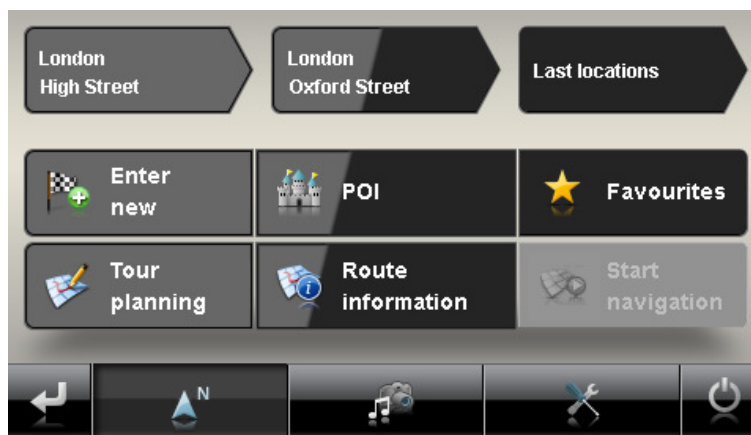 London
High Street
London
Oxford Street
Last locations
Enter
new
POI
Favourites
Tour
planning
Route
information
Start
navigation
N